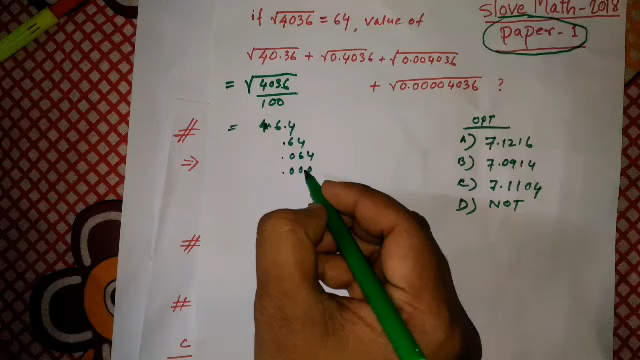 Slove Math-2018
Paper-I
if √4036 = 64, value of
√40.36 + √0.4036 + √0.004036
+ √0.00004036 ?
= √4036
100
= 6.4
.64
.064
.00
#
⇒
#
#
C
OPT
A) 7.1216
B) 7.0914
C) 7.1104
D) NOT